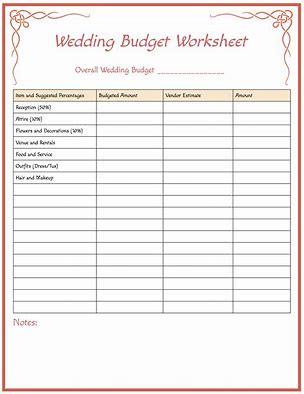 Wedding Budget Worksheet
Overall Wedding Budget _______________
Item and Suggested Percentages Budgeted Amount Vendor Estimate Amount
Reception (50%)
Attire (10%)
Flowers and Decorations (10%)
Venue and Rentals
Food and Service
Outfits (Dress/Tux)
Hair and Makeup
Notes: